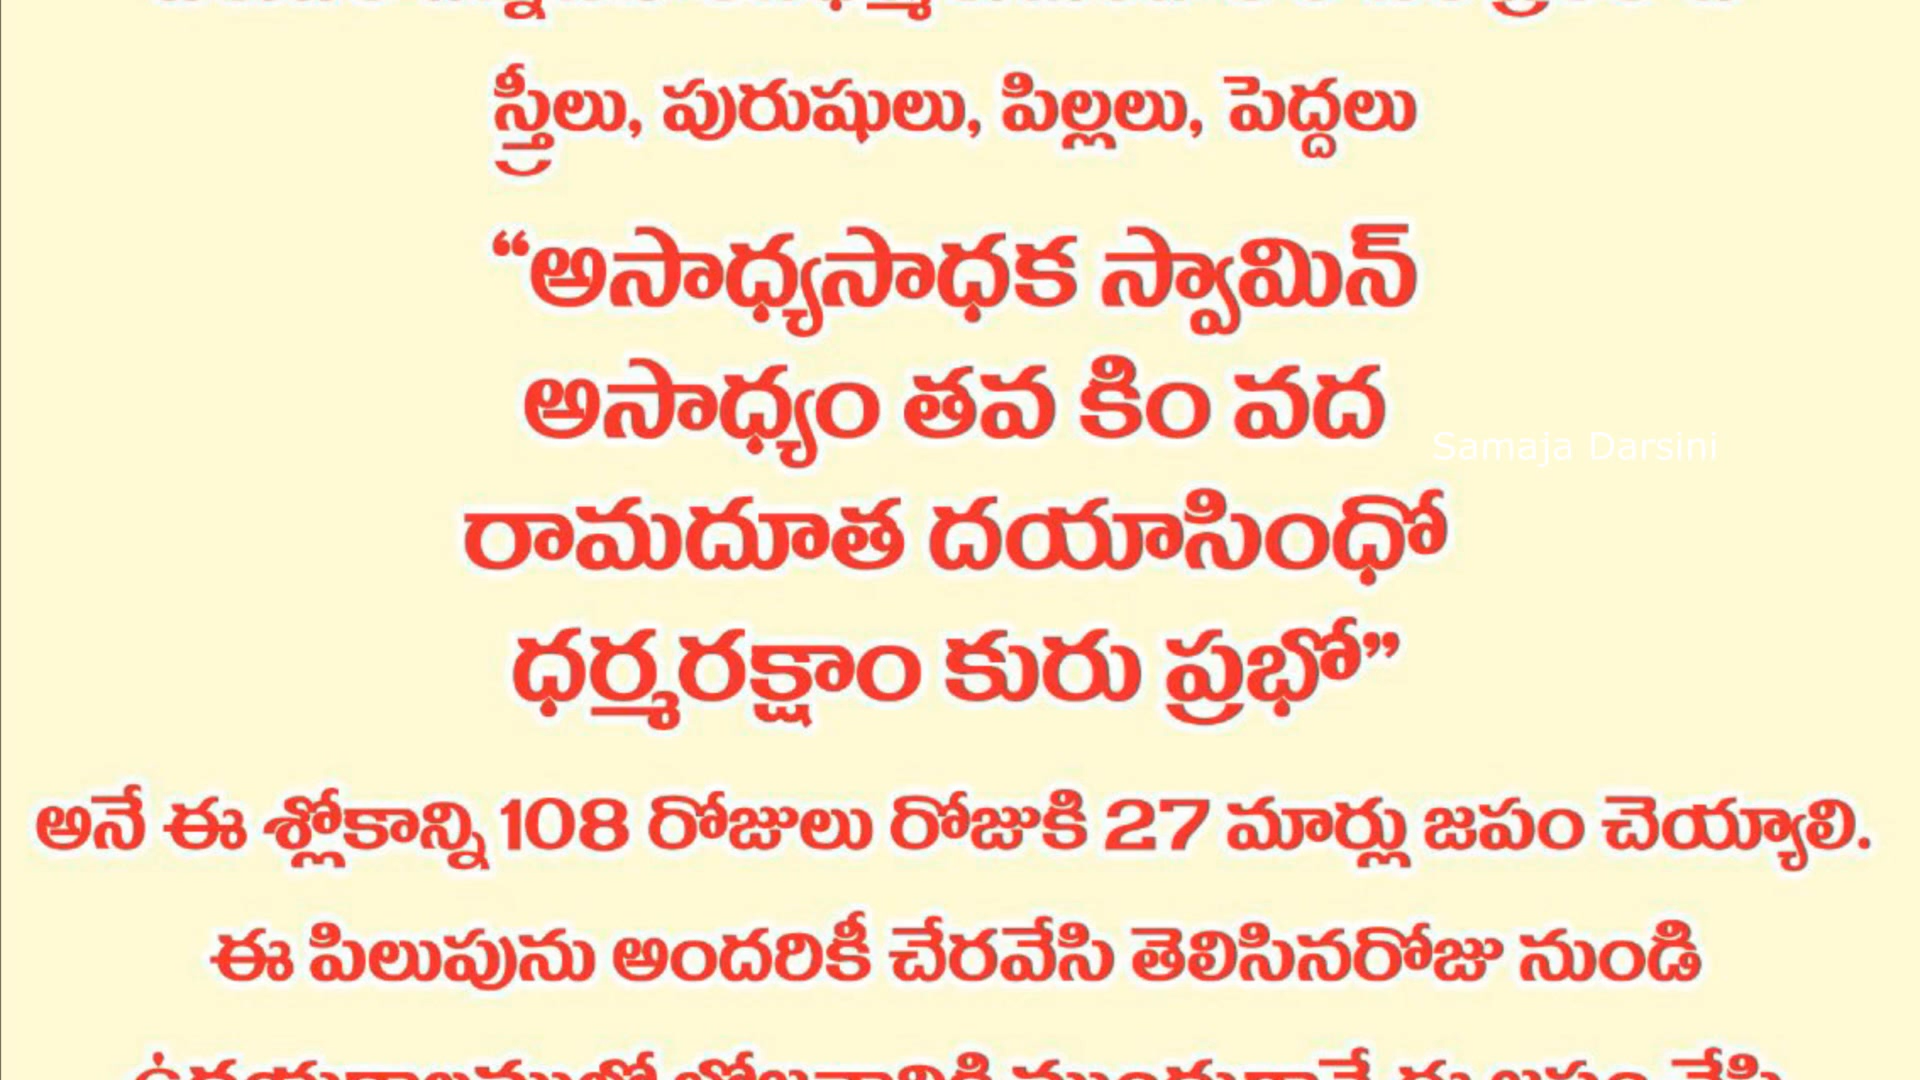 స్త్రీలు, పురుషులు, పిల్లలు, పెద్దలు
“అసాధ్యసాధక స్వామిన్
అసాధ్యం తవ కిం వద
Samaja Darsini
రామదూత దయాసింధో
ధర్మరక్షాం కురు ప్రభో”
అనే ఈ శ్లోకాన్ని 108 రోజులు రోజుకి 27 మార్లు జపం చెయ్యాలి.
ఈ పిలుపును అందరికీ చేరవేసి తెలిసినరోజు నుండి